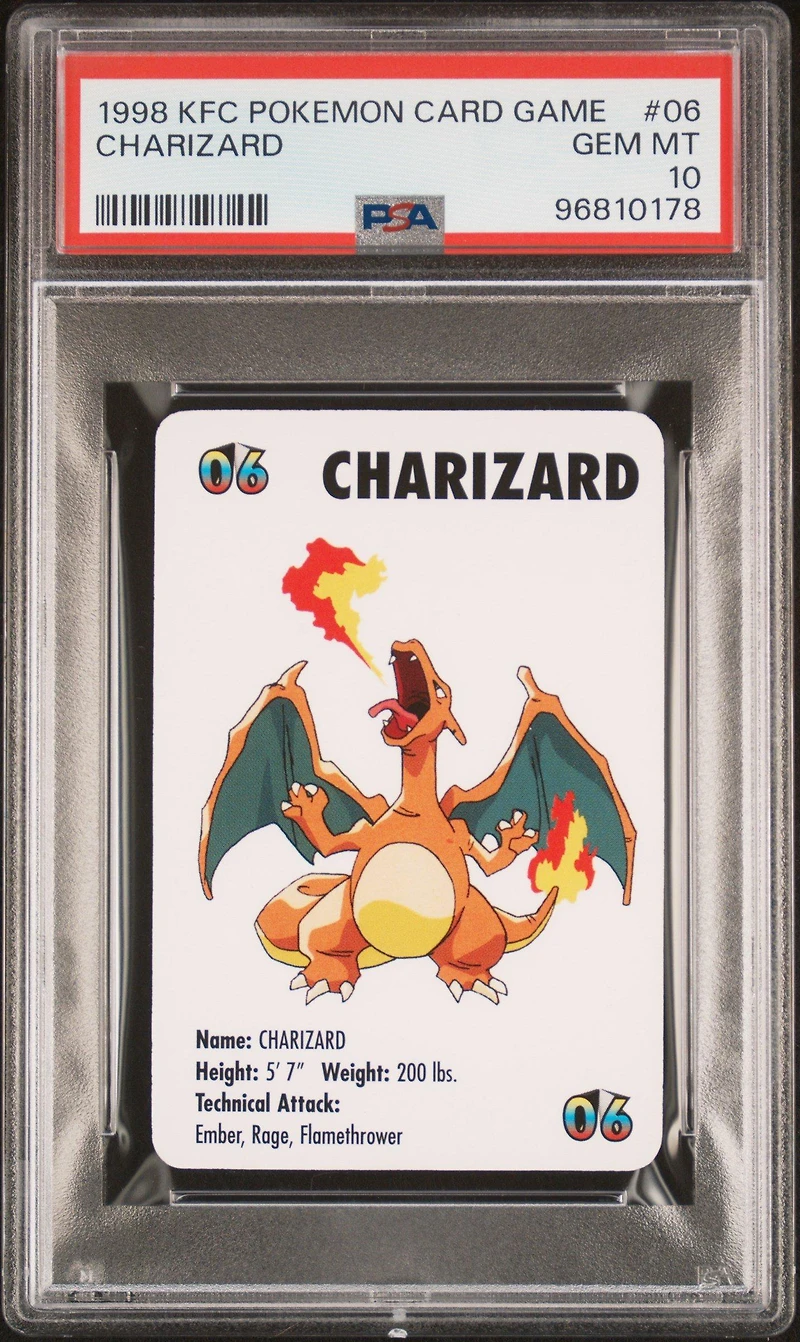 1998 KFC POKEMON CARD GAME #06
CHARIZARD GEM MT
10
96810178
PSA
06 CHARIZARD
Name: CHARIZARD
Height: 5' 7" Weight: 200 lbs.
Technical Attack:
Ember, Rage, Flamethrower
06